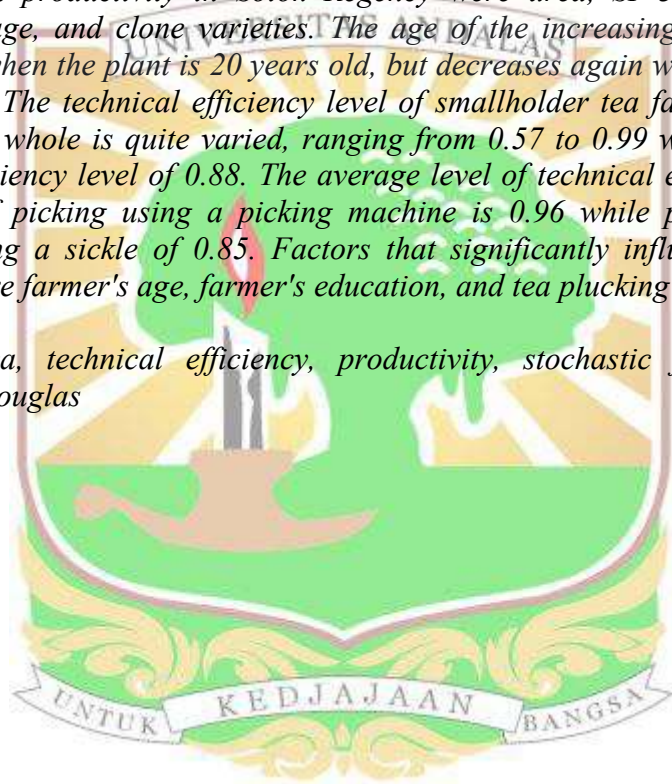 productivity in Solok Regency were area, SP
age, and clone varieties. The age of the increasing
UNIVERSITAS ANDALAS
when the plant is 20 years old, but decreases again w
The technical efficiency level of smallholder tea fa
whole is quite varied, ranging from 0.57 to 0.99 w
iency level of 0.88. The average level of technical e
f picking using a picking machine is 0.96 while p
ng a sickle of 0.85. Factors that significantly influ
e farmer's age, farmer's education, and tea plucking
a, technical efficiency, productivity, stochastic f
ouglas
UNTUK KEDJAJAAN BANGSA